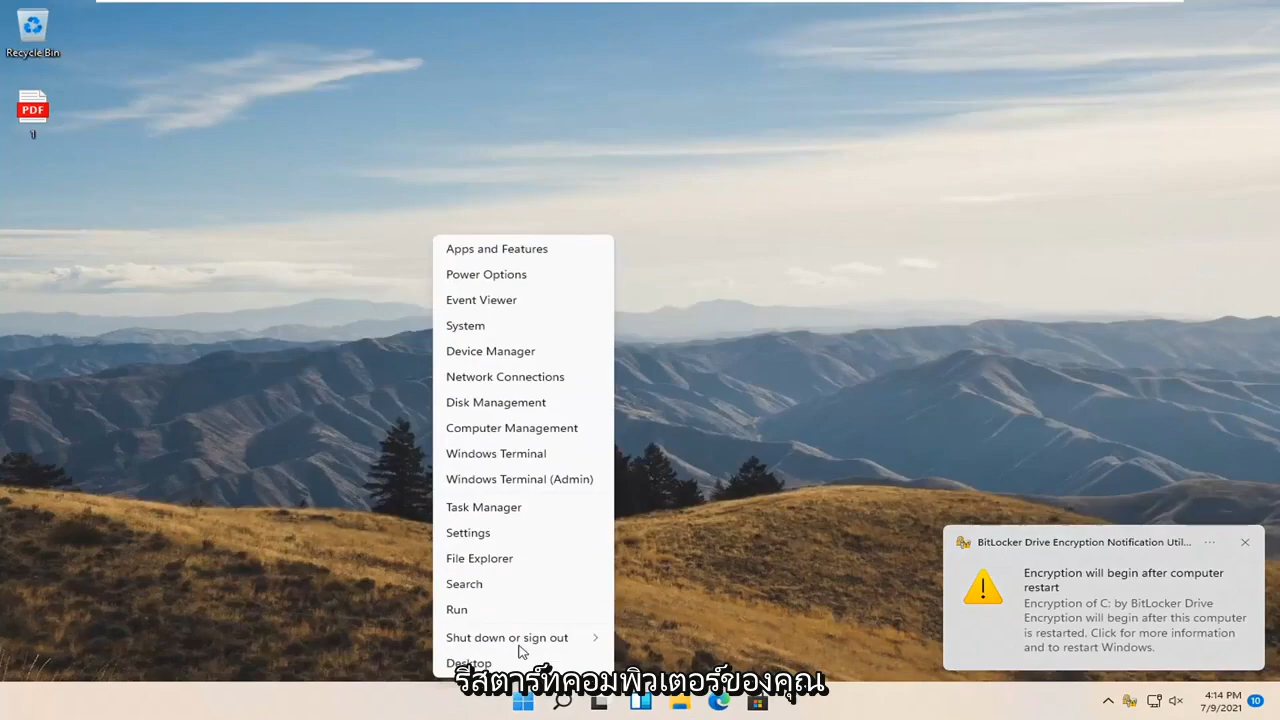 Recycle Bin
PDF
1
Apps and Features
Power Options
Event Viewer
System
Device Manager
Network Connections
Disk Management
Computer Management
Windows Terminal
Windows Terminal (Admin)
Task Manager
Settings
File Explorer
Search
Run
Shut down or sign out
Desktop
BitLocker Drive Encryption Notification Util...
Encryption will begin after computer
restart
Encryption of C: by BitLocker Drive
Encryption will begin after this computer
is restarted. Click for more information
and to restart Windows.
รีสตาร์ทคอมพิวเตอร์ของคุณ
4:14 PM
7/9/2021
10